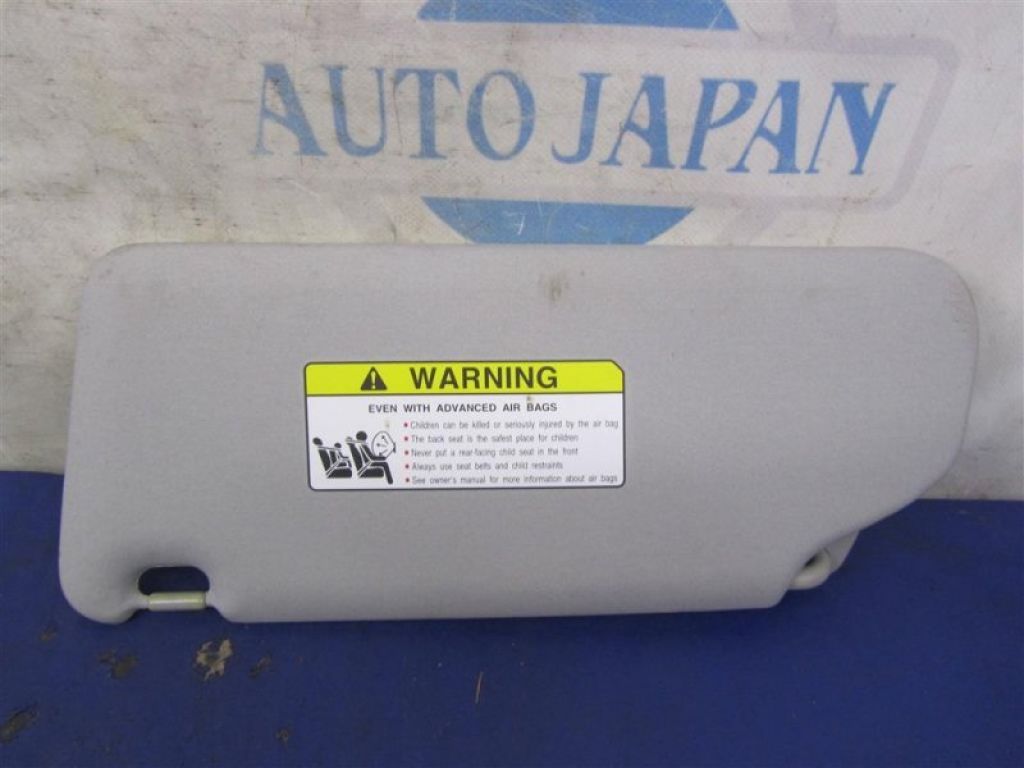 AUTO JAPAN
WARNING
EVEN WITH ADVANCED AIR BAGS
• Children can be killed or seriously injured by the air bag
• The back seat is the safest place for children
• Never put a rear-facing child seat in the front
• Always use seat belts and child restraints
• See owner's manual for more information about air bags